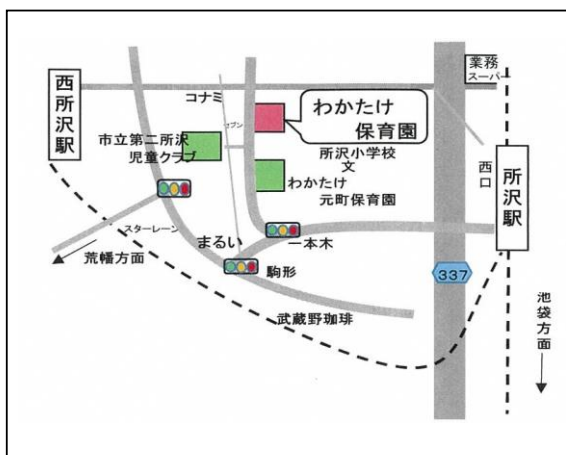 業務
スーパー
西所沢駅
コナミ
わかたけ
保育園
セブン
市立第二所沢
児童クラブ
所沢小学校
文
わかたけ
元町保育園
西口
所沢駅
スターレーン
まるい
一本木
荒幡方面
駒形
337
武蔵野珈琲
池袋方面